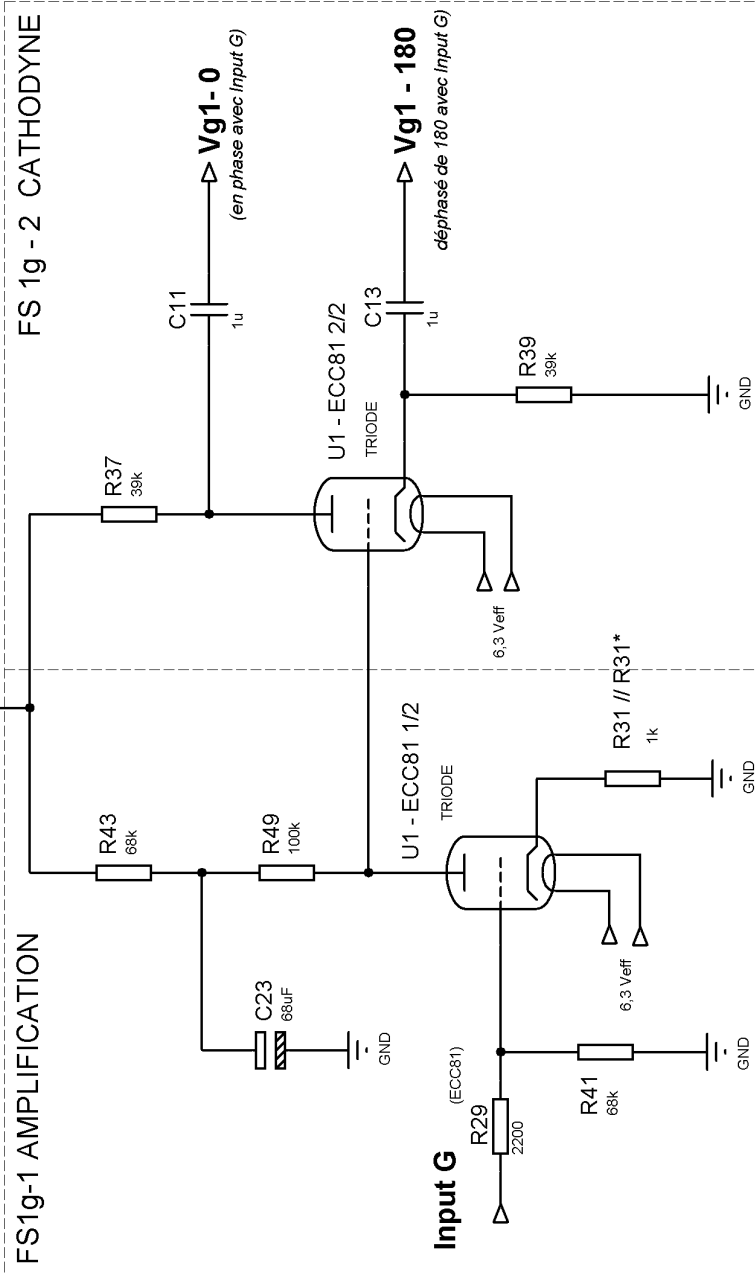 FS1g-1 AMPLIFICATION
FS 1g - 2 CATHODYNE
R43
68k
R49
100k
C23
68uF
GND
R37
39k
C11
1u
Vg1- 0
(en phase avec Input G)
U1 - ECC81 2/2
TRIODE
C13
1u
Vg1 - 180
déphasé de 180 avec Input G)
R39
39k
GND
6,3 Veff
U1 - ECC81 1/2
TRIODE
R31 // R31*
1k
GND
6,3 Veff
Input G
R29
2200
(ECC81)
R41
68k
GND